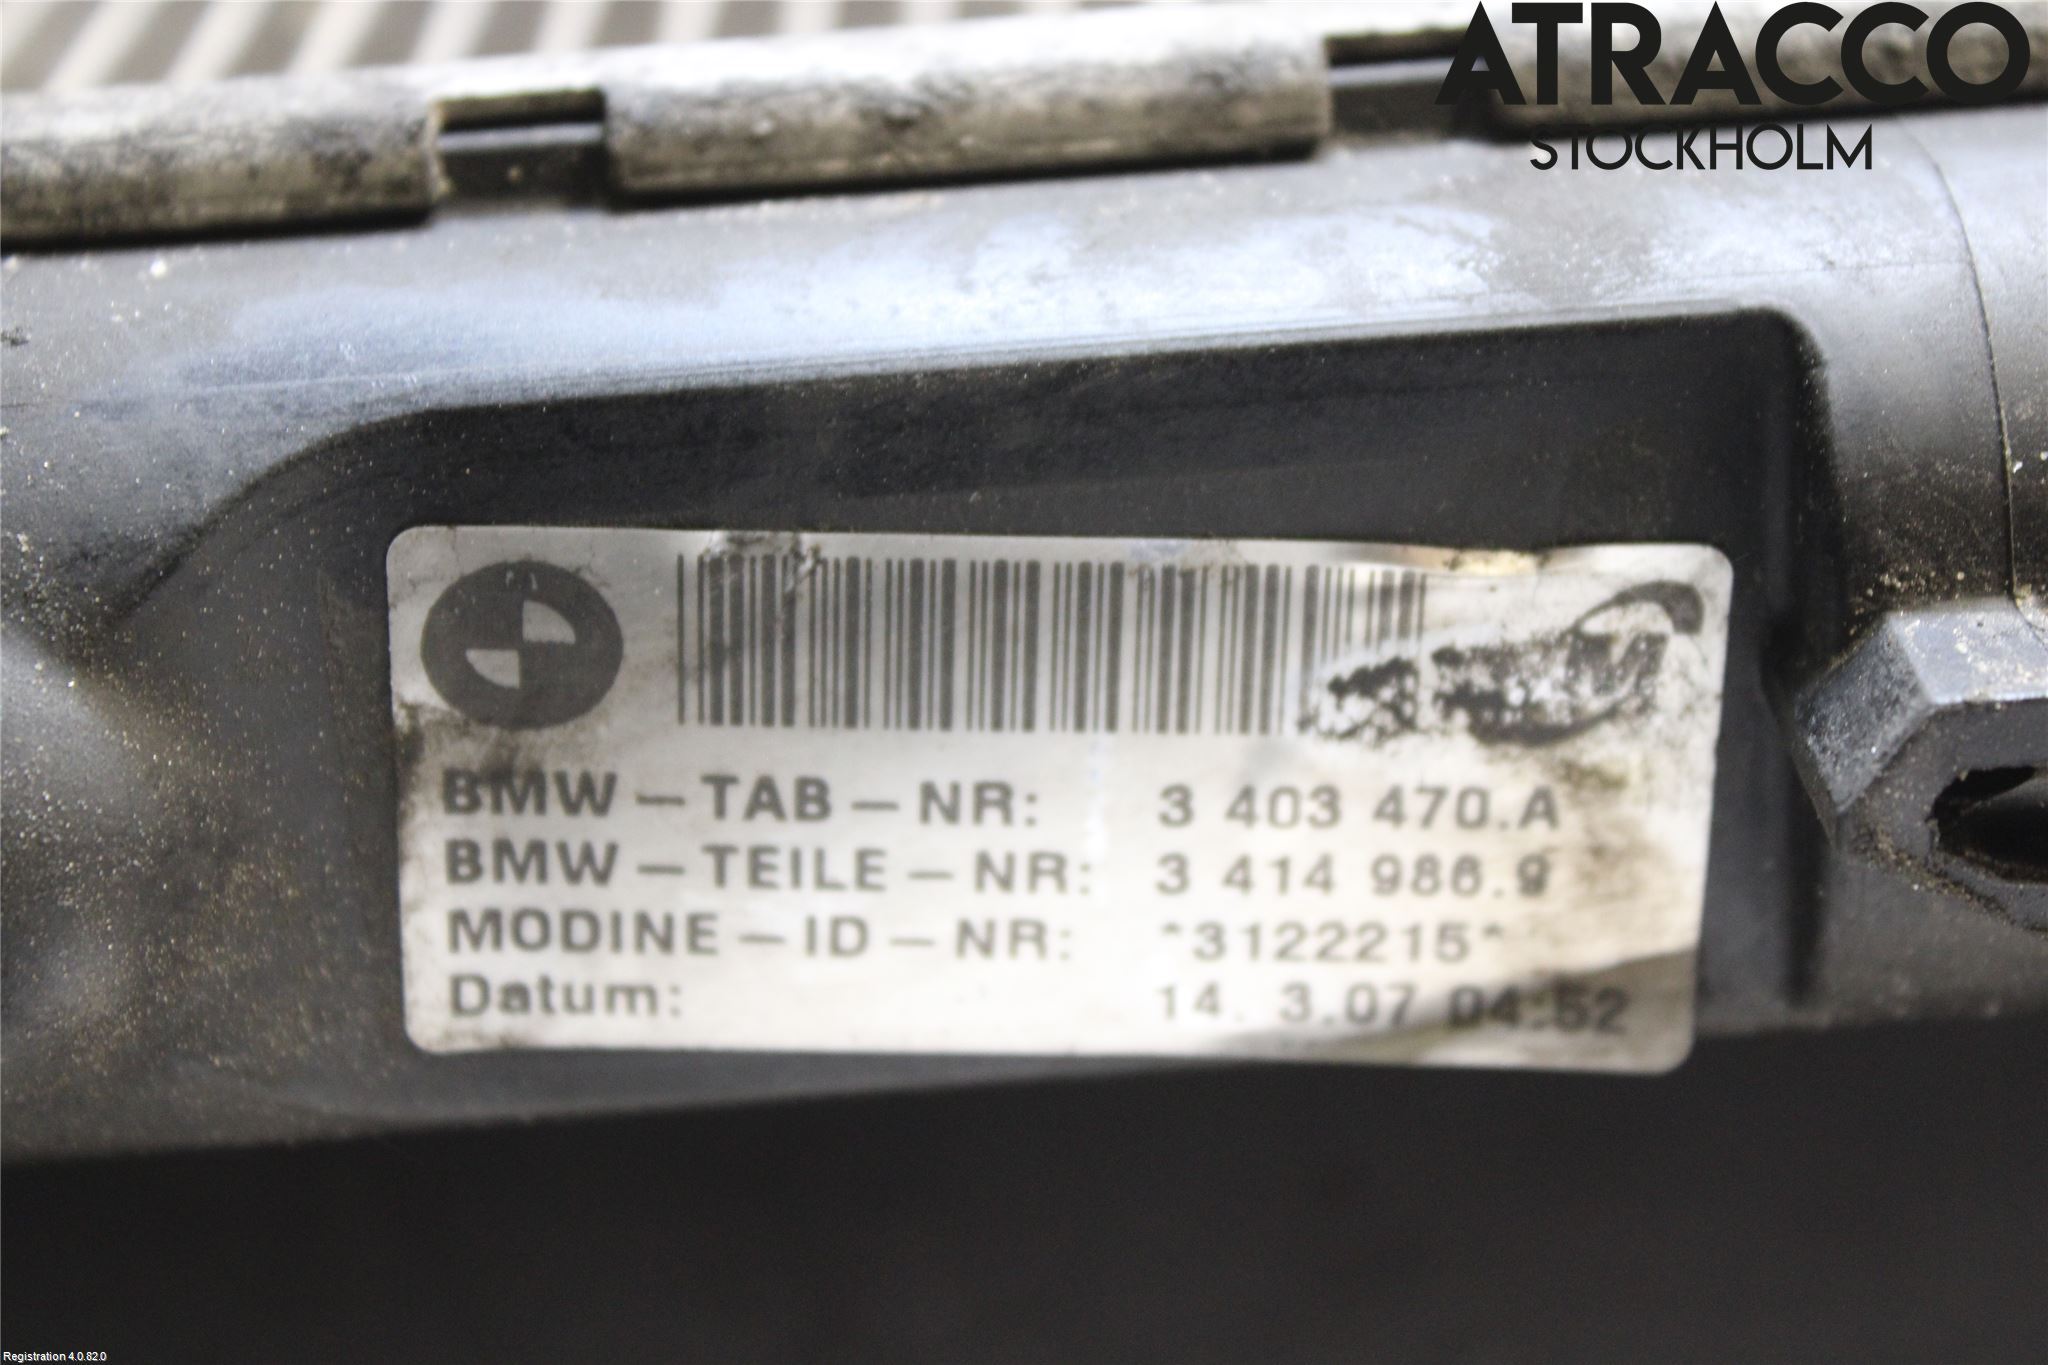 ATRACCO
STOCKHOLM
BMW – TAB – NR: 3 403 470.A
BMW – TEILE – NR: 3 414 986.9
MODINE – ID – NR: *3122215*
Datum: 14. 3.07 04:52
Registration 4.0.82.0